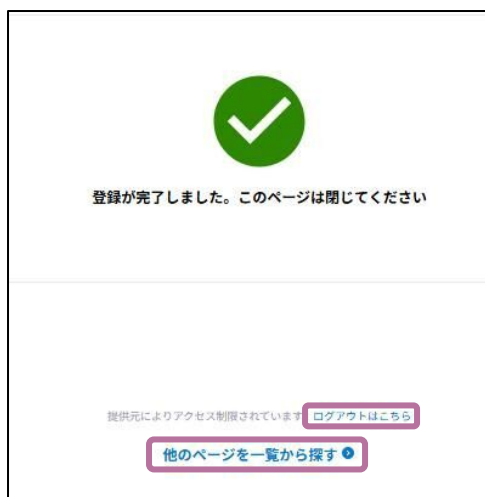 登録が完了しました。このページは閉じてください
提供元によりアクセス制限されています ログアウトはこちら
他のページを一覧から探す